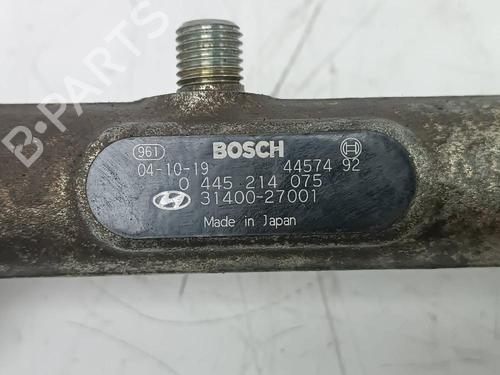 961 BOSCH
04-10-19 44574 92
0 445 214 075
31400-27001
Made in Japan
B-PARTS